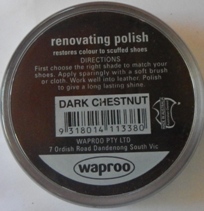 renovating polish
restores colour to scuffed shoes
DIRECTIONS
First choose the right shade to match your
shoes. Apply sparingly with a soft brush
or cloth. Work well into leather. Polish
to give a long lasting shine.
DARK CHESTNUT
9 318014 113380
WAPROO PTY LTD
7 Ordish Road Dandenong South Vic
waproo